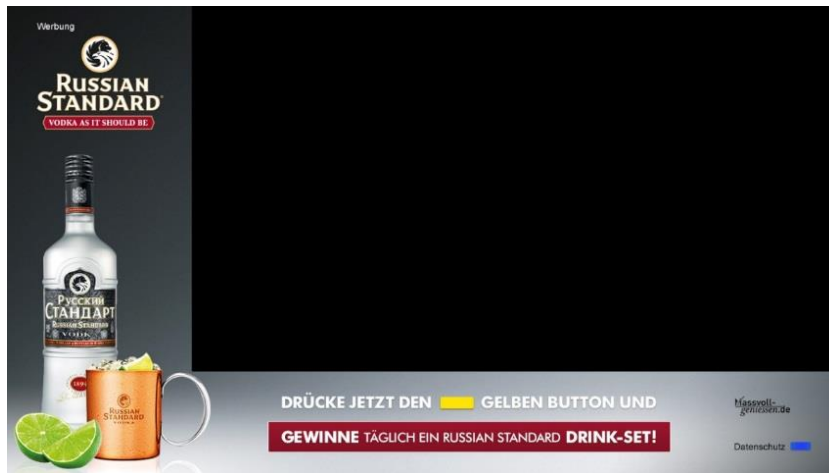 Werbung
RUSSIAN
STANDARD
VODKA AS IT SHOULD BE
РУССКИЙ
СТАНДАРТ
RUSSIAN STANDARD
VODKA
RUSSIAN
STANDARD
VODKA
DRÜCKE JETZT DEN GELBEN BUTTON UND
GEWINNE TÄGLICH EIN RUSSIAN STANDARD DRINK-SET!
Massvoll-
geniessen.de
Datenschutz